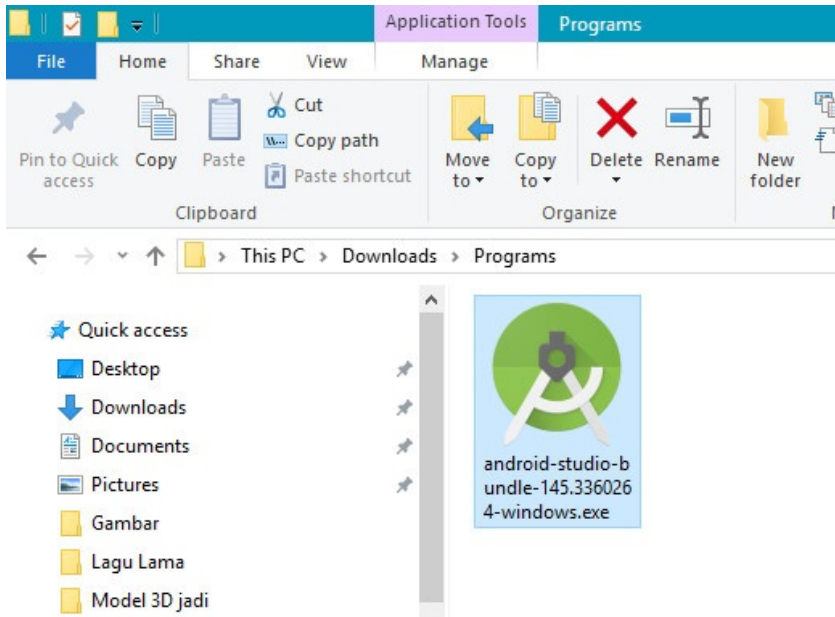 Application Tools
Programs
File
Home
Share
View
Manage
Pin to Quick
access
Copy
Paste
Cut
Copy path
Paste shortcut
Clipboard
Move
to
Copy
to
Delete
Rename
Organize
New
folder
This PC
Downloads
Programs
Quick access
Desktop
Downloads
Documents
Pictures
Gambar
Lagu Lama
Model 3D jadi
android-studio-b
undle-145.336026
4-windows.exe